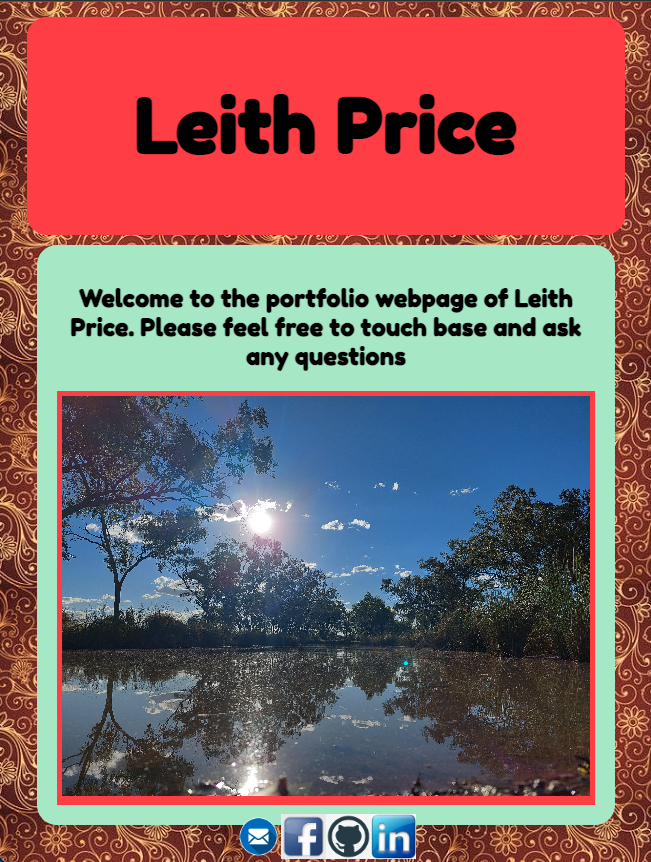 Leith Price
Welcome to the portfolio webpage of Leith
Price. Please feel free to touch base and ask
any questions
f
in